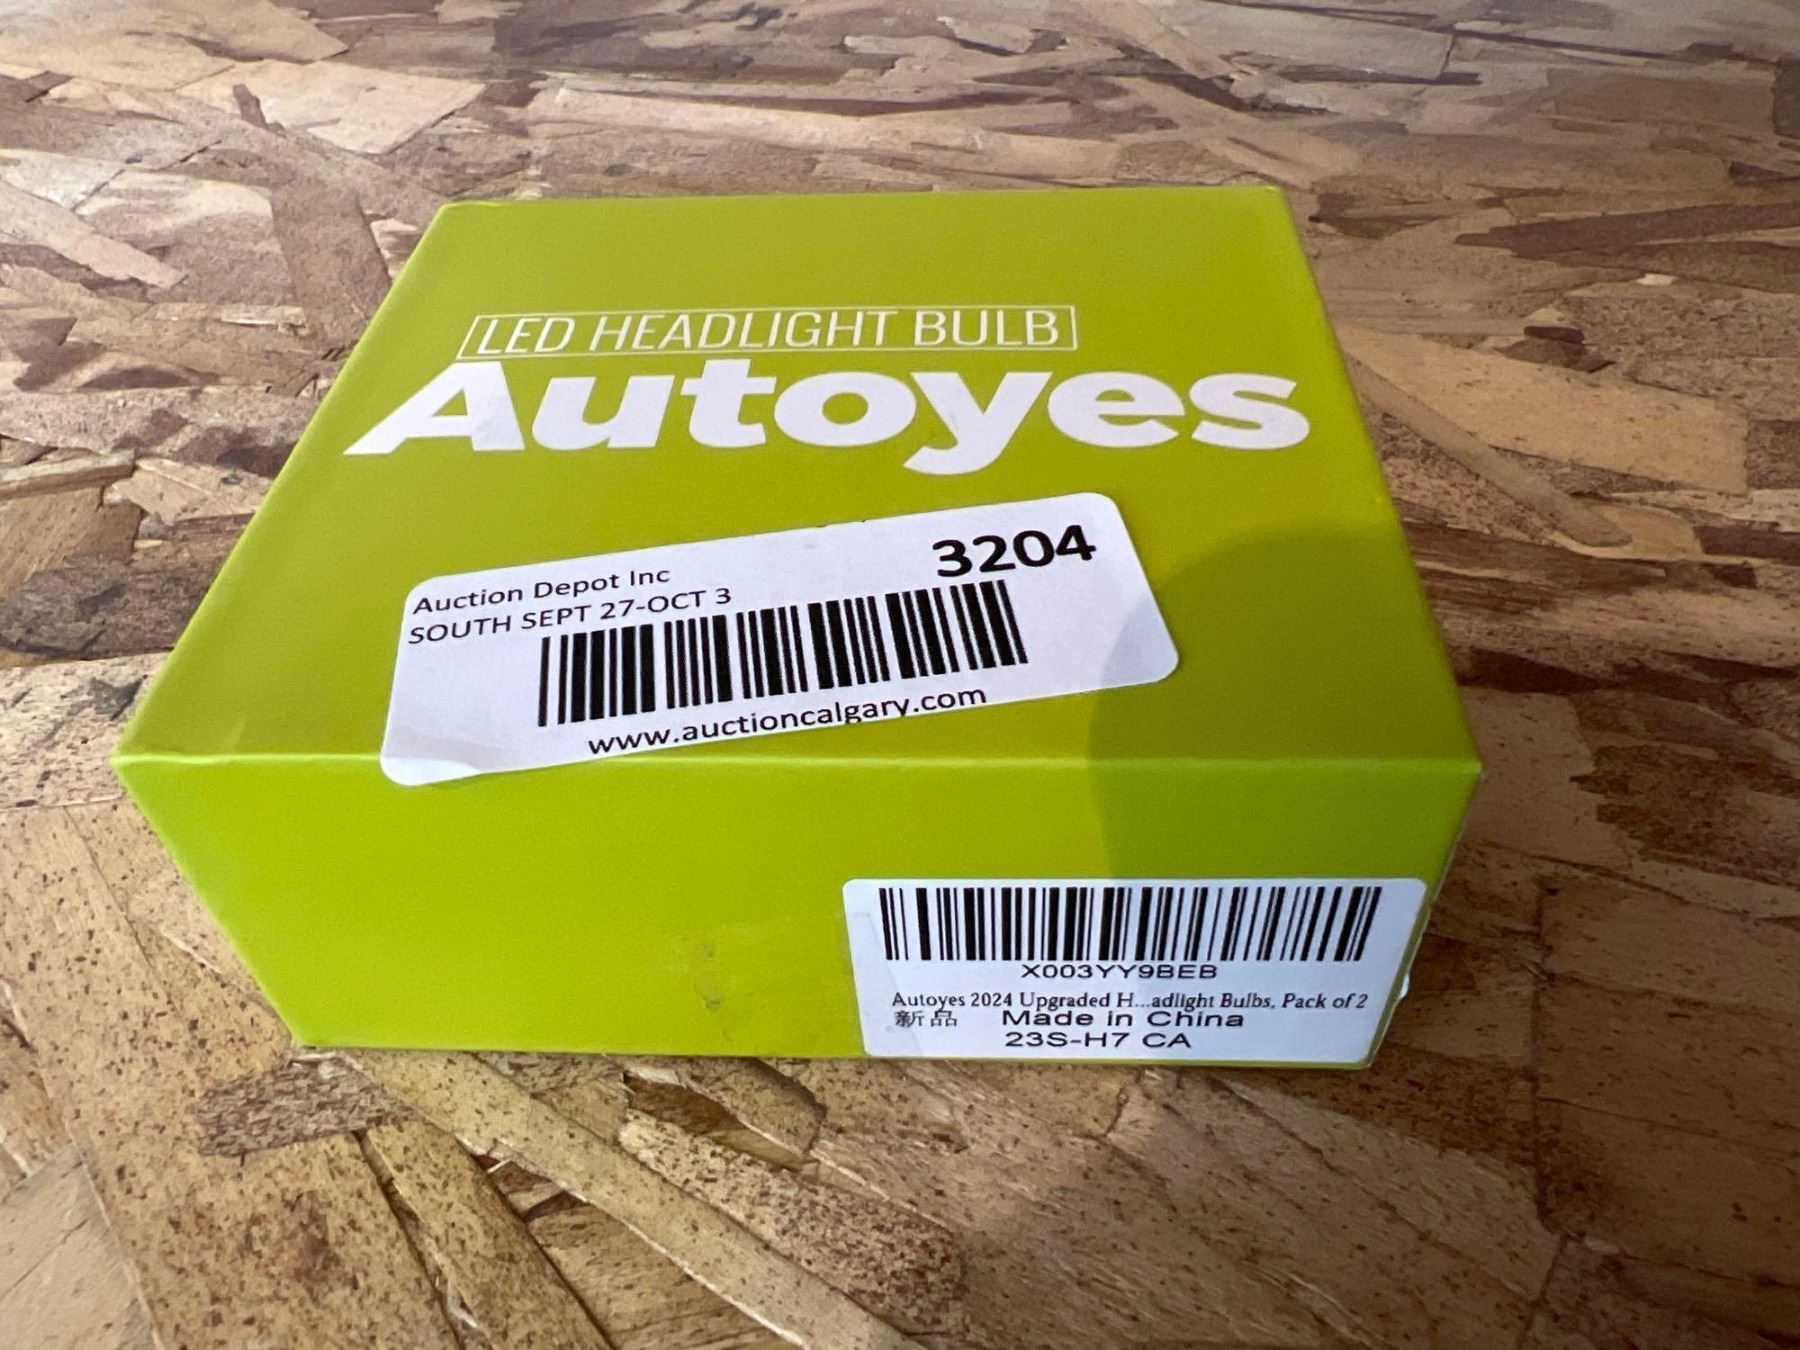 LED HEADLIGHT BULB
Autoyes
3204
Auction Depot Inc
SOUTH SEPT 27-OCT 3
www.auctioncalgary.com
X003YY9BEB
Autoyes 2024 Upgraded H...adlight Bulbs, Pack of 2
新品 Made in China
23S-H7 CA